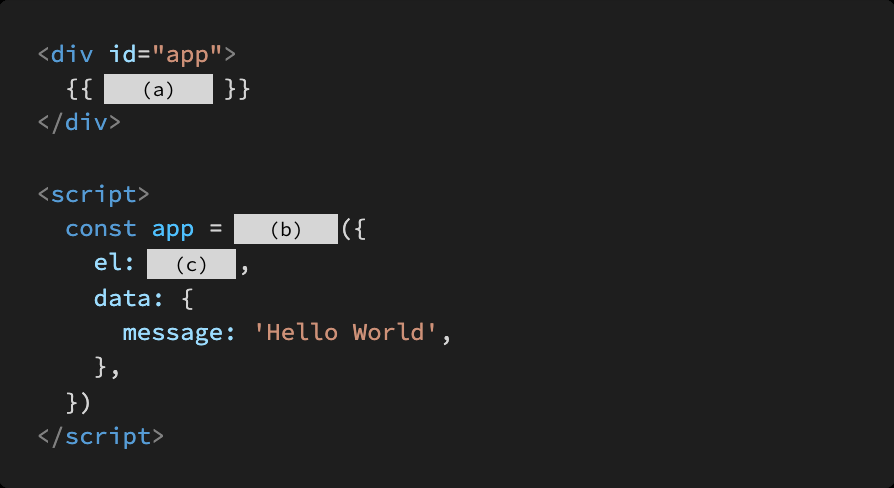 <div id="app">
{{ (a) }}
</div>
<script>
const app = (b) ({
el: (c) ,
data: {
message: 'Hello World',
},
})
</script>